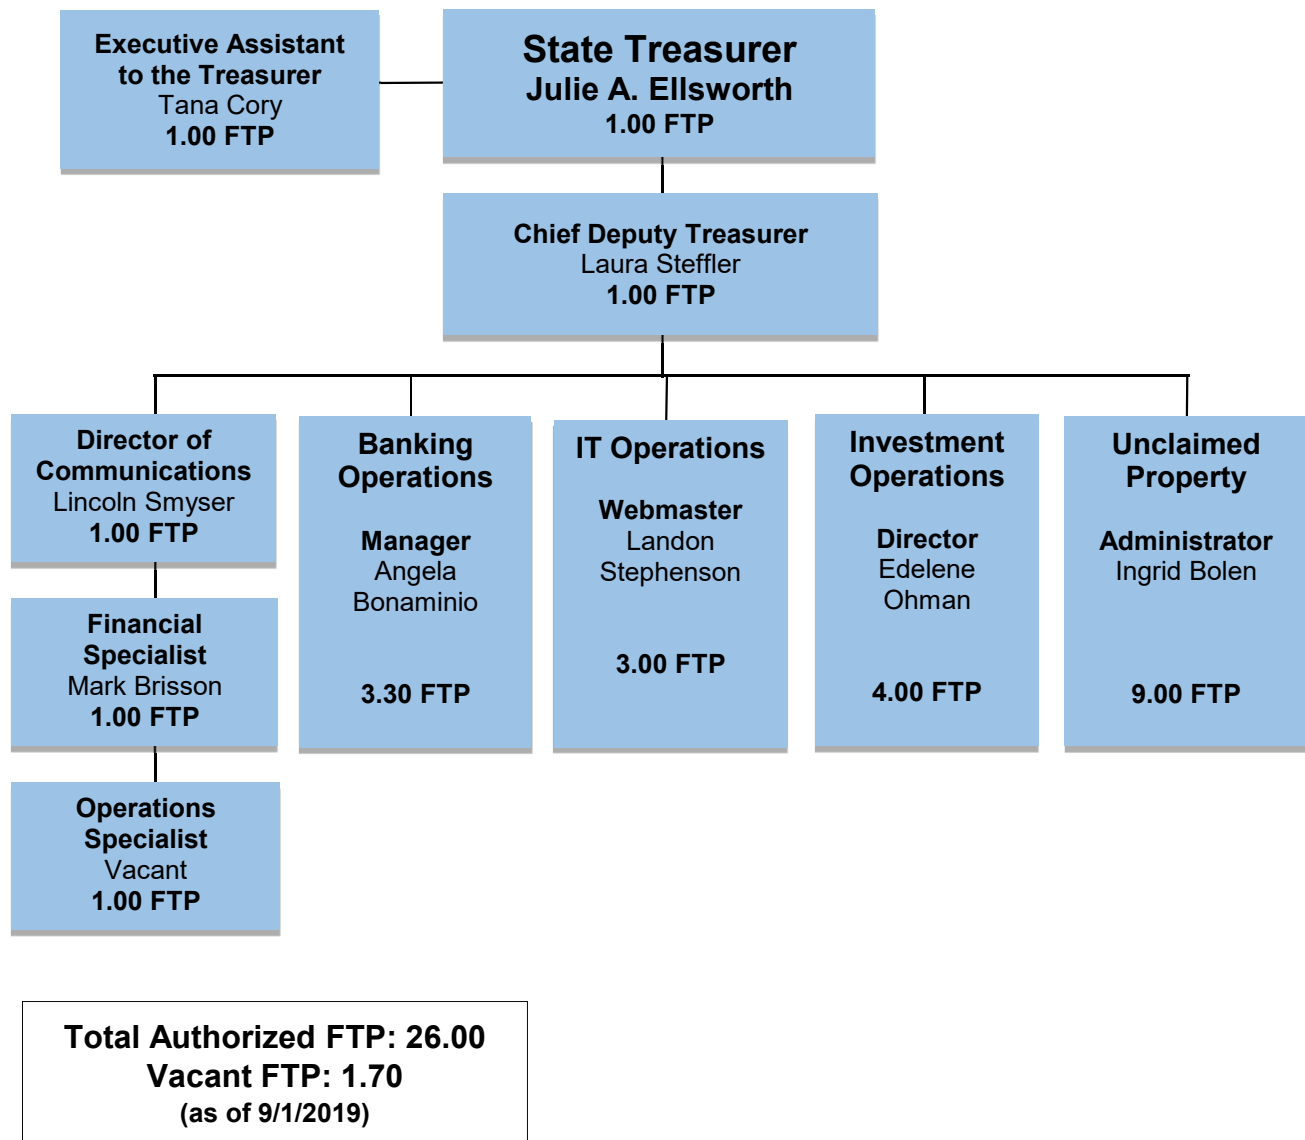 Executive Assistant
to the Treasurer
Tana Cory
1.00 FTP
State Treasurer
Julie A. Ellsworth
1.00 FTP
Chief Deputy Treasurer
Laura Steffler
1.00 FTP
Director of
Communications
Lincoln Smyser
1.00 FTP
Financial
Specialist
Mark Brisson
1.00 FTP
Operations
Specialist
Vacant
1.00 FTP
Banking
Operations
Manager
Angela
Bonaminio
3.30 FTP
IT Operations
Webmaster
Landon
Stephenson
3.00 FTP
Investment
Operations
Director
Edelene
Ohman
4.00 FTP
Unclaimed
Property
Administrator
Ingrid Bolen
9.00 FTP
Total Authorized FTP: 26.00
Vacant FTP: 1.70
(as of 9/1/2019)